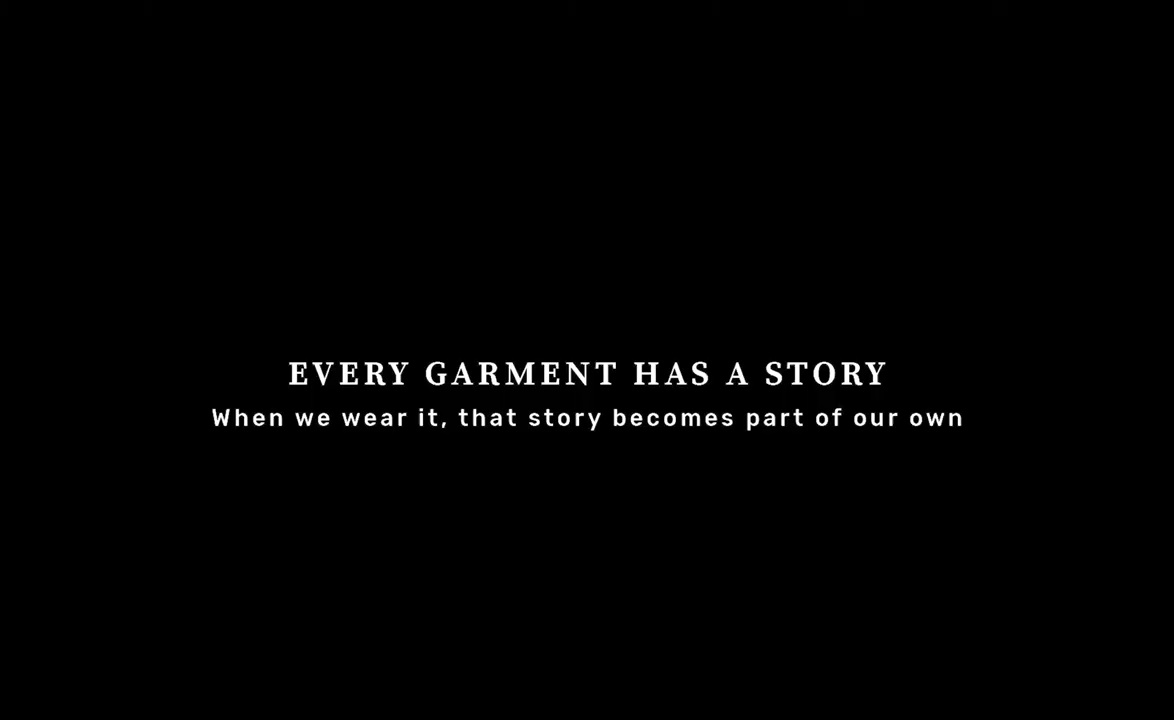 EVERY GARMENT HAS A STORY
When we wear it, that story becomes part of our own